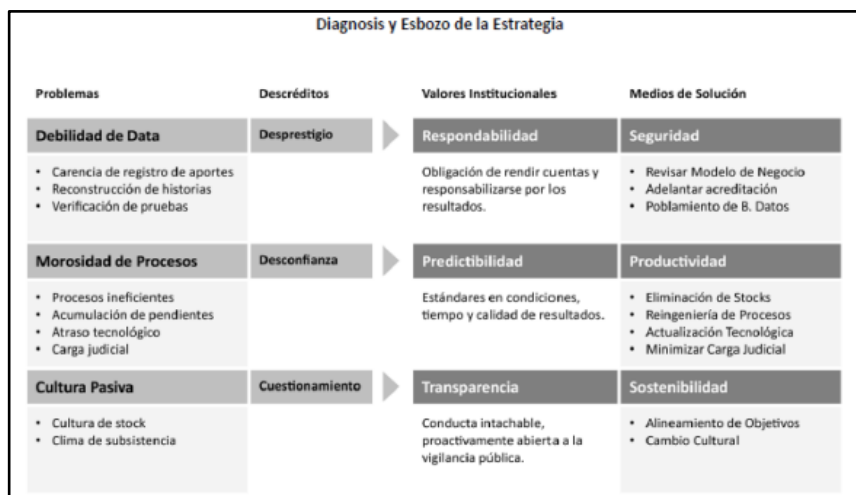 Diagnosis y Esbozo de la Estrategia
Problemas Descréditos Valores Institucionales Medios de Solución
Debilidad de Data Desprestigio Respondabilidad Seguridad
• Carencia de registro de aportes
• Reconstrucción de historias
• Verificación de pruebas
Obligación de rendir cuentas y
responsabilizarse por los
resultados.
• Revisar Modelo de Negocio
• Adelantar acreditación
• Poblamiento de B. Datos
Morosidad de Procesos Desconfianza Predictibilidad Productividad
• Procesos ineficientes
• Acumulación de pendientes
• Atraso tecnológico
• Carga judicial
Estándares en condiciones,
tiempo y calidad de resultados.
• Eliminación de Stocks
• Reingeniería de Procesos
• Actualización Tecnológica
• Minimizar Carga Judicial
Cultura Pasiva Cuestionamiento Transparencia Sostenibilidad
• Cultura de stock
• Clima de subsistencia
Conducta intachable,
proactivamente abierta a la
vigilancia pública.
• Alineamiento de Objetivos
• Cambio Cultural